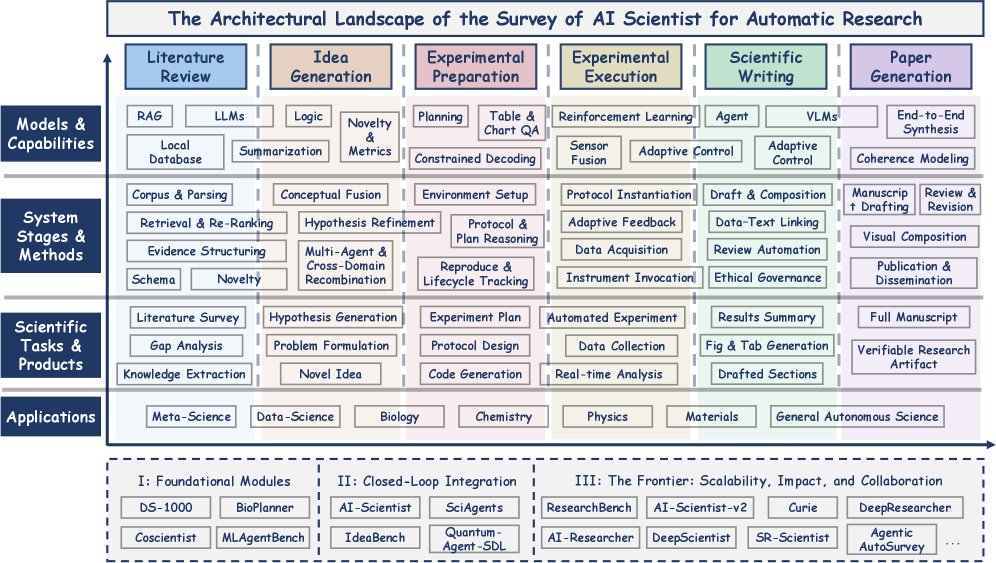 The Architectural Landscape of the Survey of AI Scientist for Automatic Research
Literature
Review
Idea
Generation
Experimental
Preparation
Experimental
Execution
Scientific
Writing
Paper
Generation
Models &
Capabilities
RAG
LLMs
Local
Database
Summarization
Logic
Novelty
&
Metrics
Planning
Table &
Chart QA
Constrained Decoding
Reinforcement Learning
Sensor
Fusion
Adaptive Control
Agent
VLMs
Adaptive
Control
End-to-End
Synthesis
Coherence Modeling
System
Stages &
Methods
Corpus & Parsing
Retrieval & Re-Ranking
Evidence Structuring
Schema
Novelty
Conceptual Fusion
Hypothesis Refinement
Multi-Agent &
Cross-Domain
Recombination
Environment Setup
Protocol &
Plan Reasoning
Reproduce &
Lifecycle Tracking
Protocol Instantiation
Adaptive Feedback
Data Acquisition
Instrument Invocation
Draft & Composition
Data-Text Linking
Review Automation
Ethical Governance
Manuscrip
t Drafting
Review &
Revision
Visual Composition
Publication &
Dissemination
Scientific
Tasks &
Products
Literature Survey
Gap Analysis
Knowledge Extraction
Hypothesis Generation
Problem Formulation
Novel Idea
Experiment Plan
Protocol Design
Code Generation
Automated Experiment
Data Collection
Real-time Analysis
Results Summary
Fig & Tab Generation
Drafted Sections
Full Manuscript
Verifiable Research
Artifact
Applications
Meta-Science
Data-Science
Biology
Chemistry
Physics
Materials
General Autonomous Science
I: Foundational Modules
DS-1000
BioPlanner
Coscientist
MLAgentBench
II: Closed-Loop Integration
AI-Scientist
SciAgents
IdeaBench
Quantum-
Agent-SDL
III: The Frontier: Scalability, Impact, and Collaboration
ResearchBench
AI-Scientist-v2
Curie
DeepResearcher
AI-Researcher
DeepScientist
SR-Scientist
Agentic
AutoSurvey
...